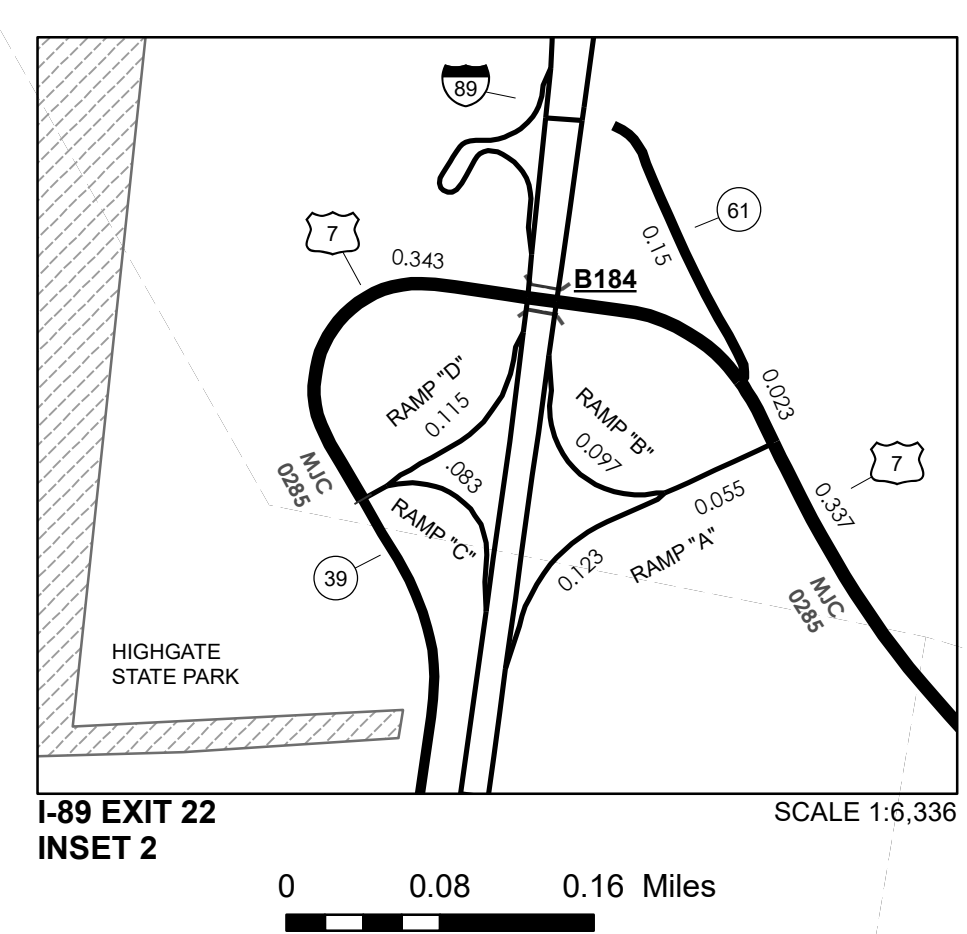 89
61
7
0.343
0.15
B184
RAMP "D"
0.115
RAMP "B"
0.097
0.023
7
MJC
0285
.083
RAMP "C"
0.055
0.337
RAMP "A"
0.123
39
MJC
0285
HIGHGATE
STATE PARK
I-89 EXIT 22
INSET 2
SCALE 1:6,336
0 0.08 0.16 Miles